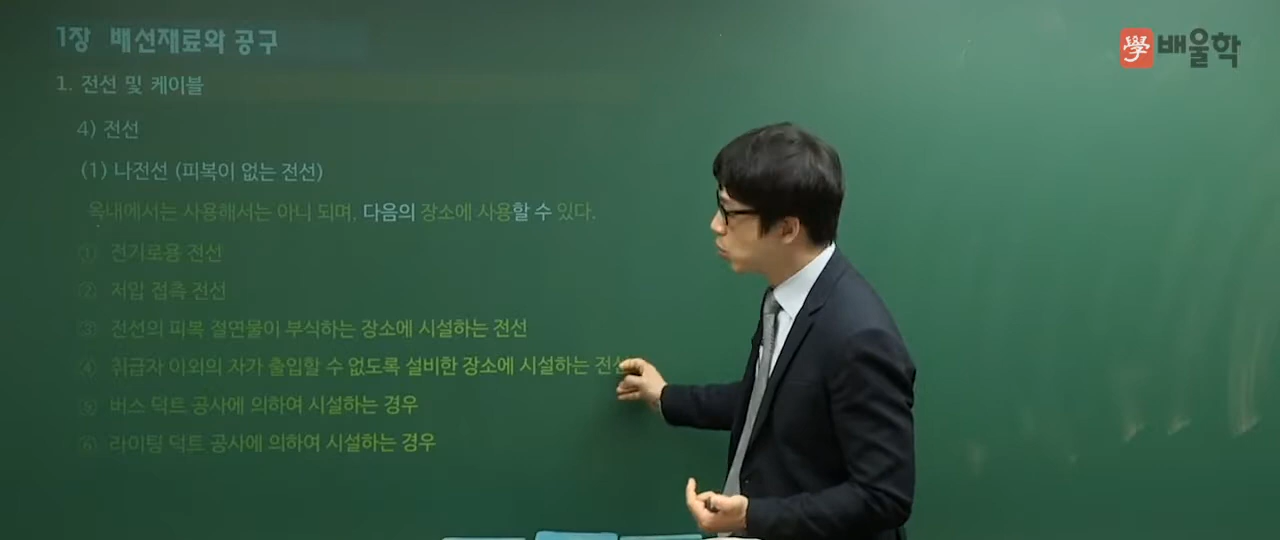 1장 배선재료와 공구
學 배울학
1. 전선 및 케이블
4) 전선
(1) 나전선 (피복이 없는 전선)
옥내에서는 사용해서는 아니 되며, 다음의 장소에 사용할 수 있다.
① 전기로용 전선
② 저압 접촉 전선
③ 전선의 피복 절연물이 부식하는 장소에 시설하는 전선
④ 취급자 이외의 자가 출입할 수 없도록 설비한 장소에 시설하는 전선
⑤ 버스 덕트 공사에 의하여 시설하는 경우
⑥ 라이팅 덕트 공사에 의하여 시설하는 경우